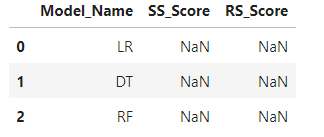 Model_Name SS_Score RS_Score
0 LR NaN NaN
1 DT NaN NaN
2 RF NaN NaN